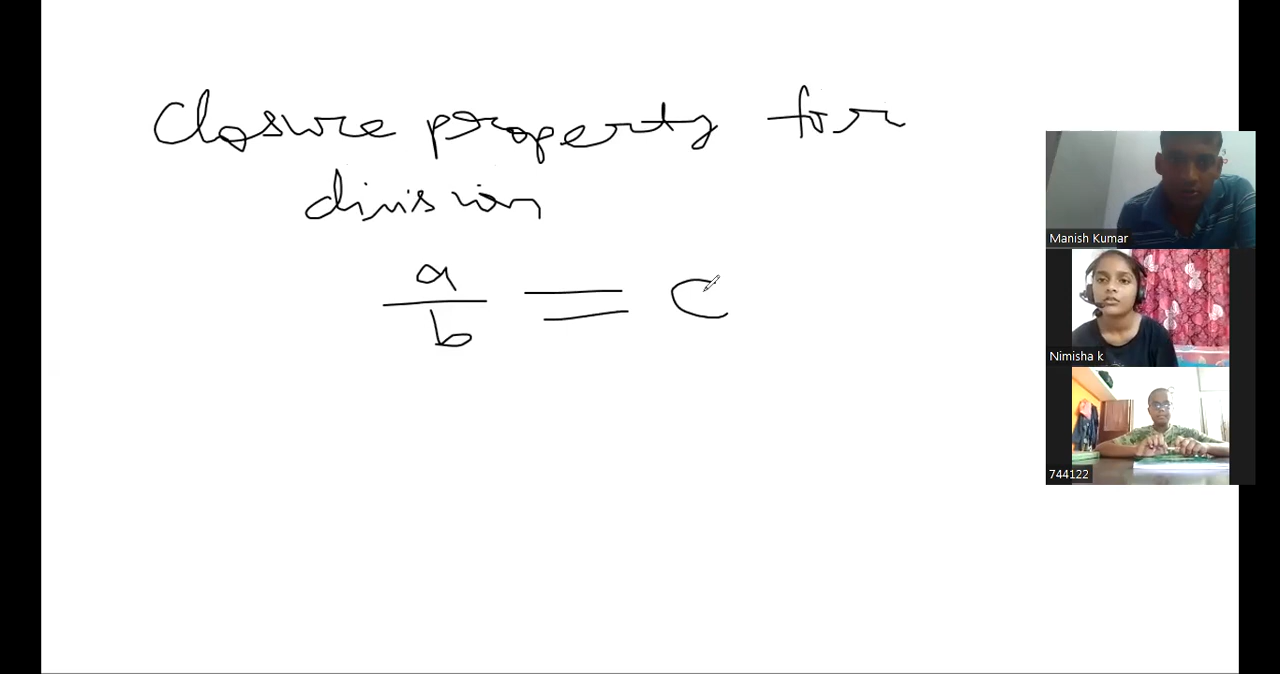 Closure property for
division
a
b
= C
Manish Kumar
Nimisha k
744122